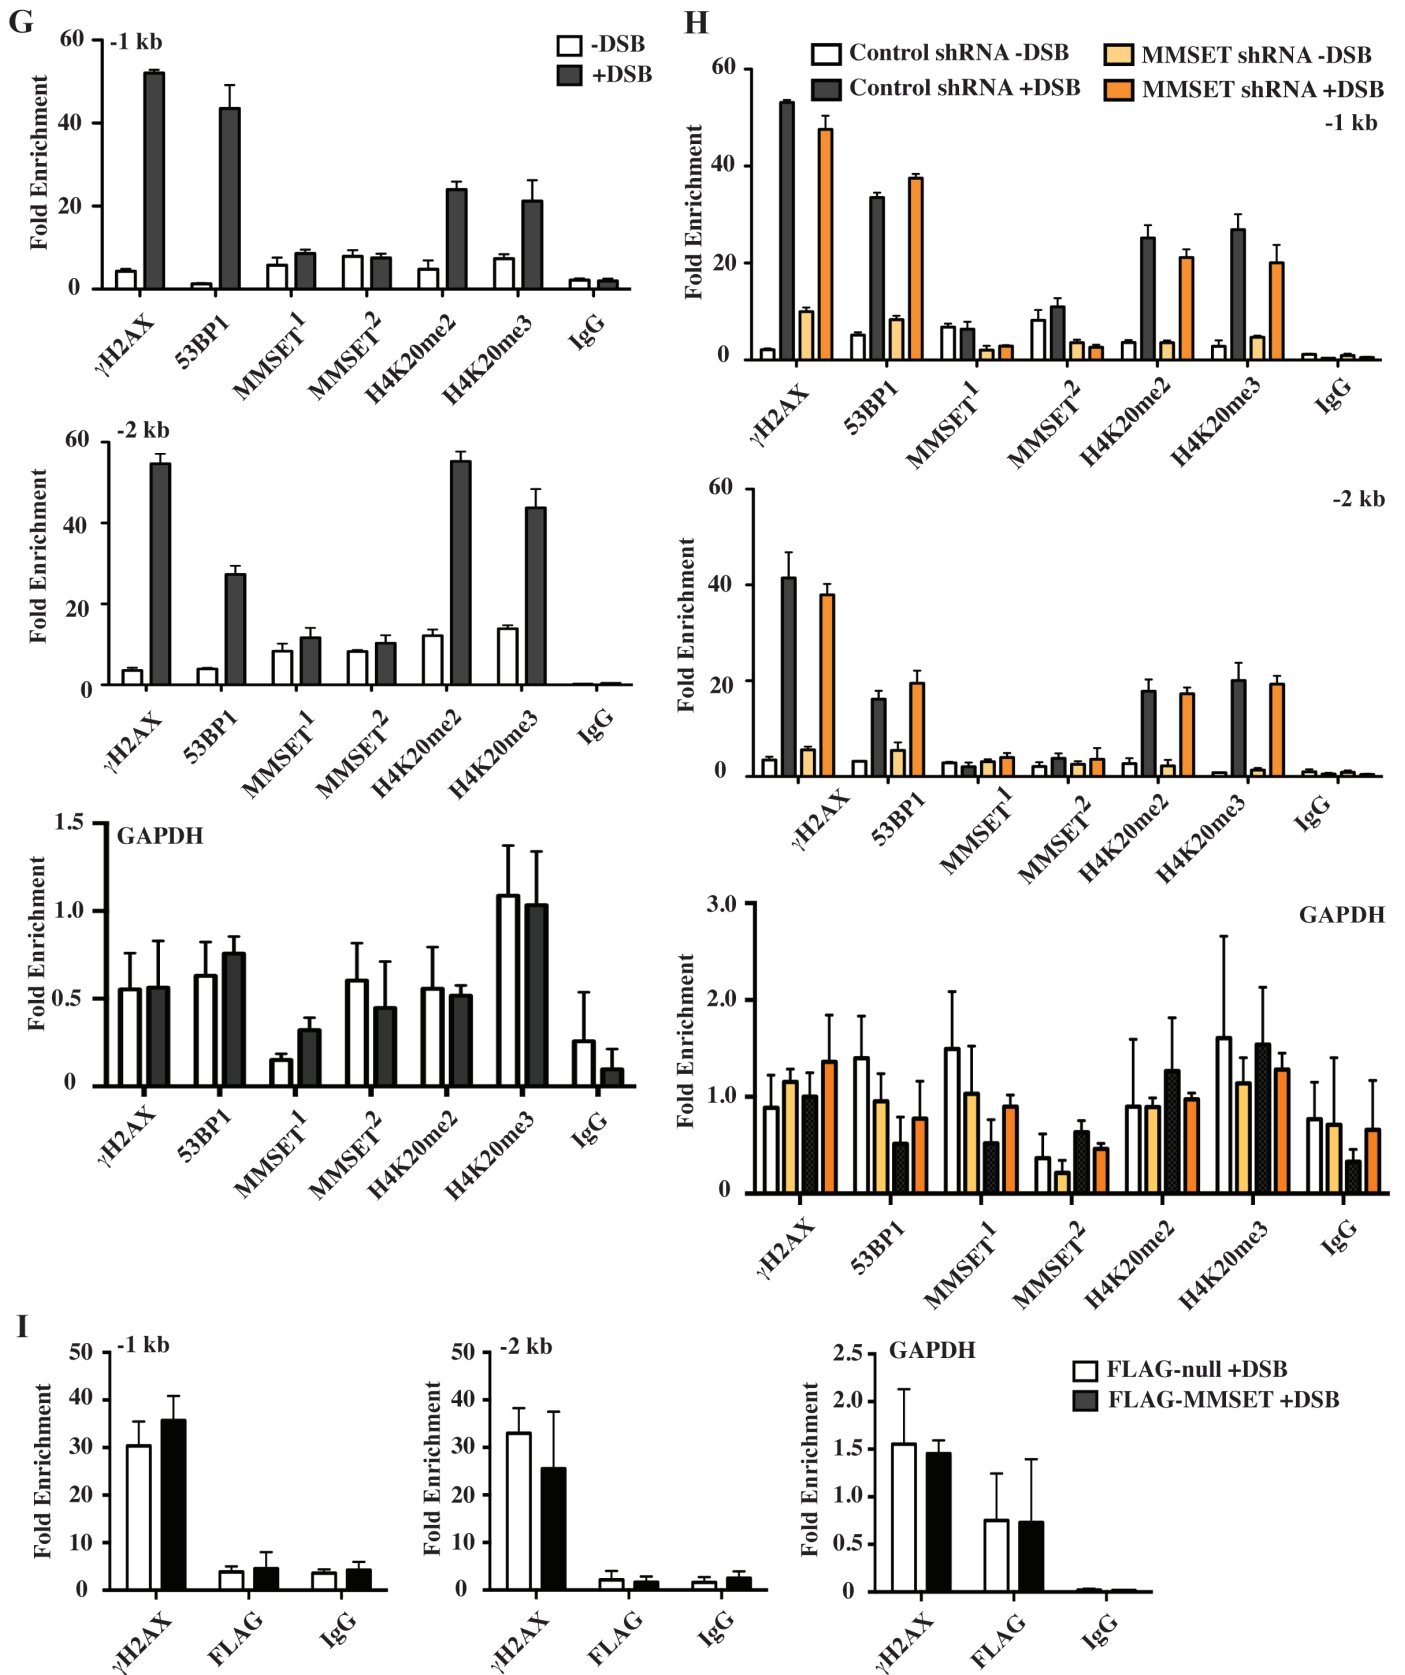 G
-1 kb
-DSB
+DSB
Fold Enrichment
60
40
20
0
γH2AX
53BP1
MMSET1
MMSET2
H4K20me2
H4K20me3
IgG
-2 kb
Fold Enrichment
60
40
20
0
γH2AX
53BP1
MMSET1
MMSET2
H4K20me2
H4K20me3
IgG
GAPDH
Fold Enrichment
1.5
1.0
0.5
0
γH2AX
53BP1
MMSET1
MMSET2
H4K20me2
H4K20me3
IgG
H
Control shRNA -DSB
MMSET shRNA -DSB
Control shRNA +DSB
MMSET shRNA +DSB
-1 kb
Fold Enrichment
60
40
20
0
γH2AX
53BP1
MMSET1
MMSET2
H4K20me2
H4K20me3
IgG
-2 kb
Fold Enrichment
60
40
20
0
γH2AX
53BP1
MMSET1
MMSET2
H4K20me2
H4K20me3
IgG
GAPDH
Fold Enrichment
3.0
2.0
1.0
0
γH2AX
53BP1
MMSET1
MMSET2
H4K20me2
H4K20me3
IgG
I
-1 kb
Fold Enrichment
50
40
30
20
10
0
γH2AX
FLAG
IgG
-2 kb
Fold Enrichment
50
40
30
20
10
0
γH2AX
FLAG
IgG
GAPDH
FLAG-null +DSB
FLAG-MMSET +DSB
Fold Enrichment
2.5
2.0
1.5
1.0
0.5
0
γH2AX
FLAG
IgG